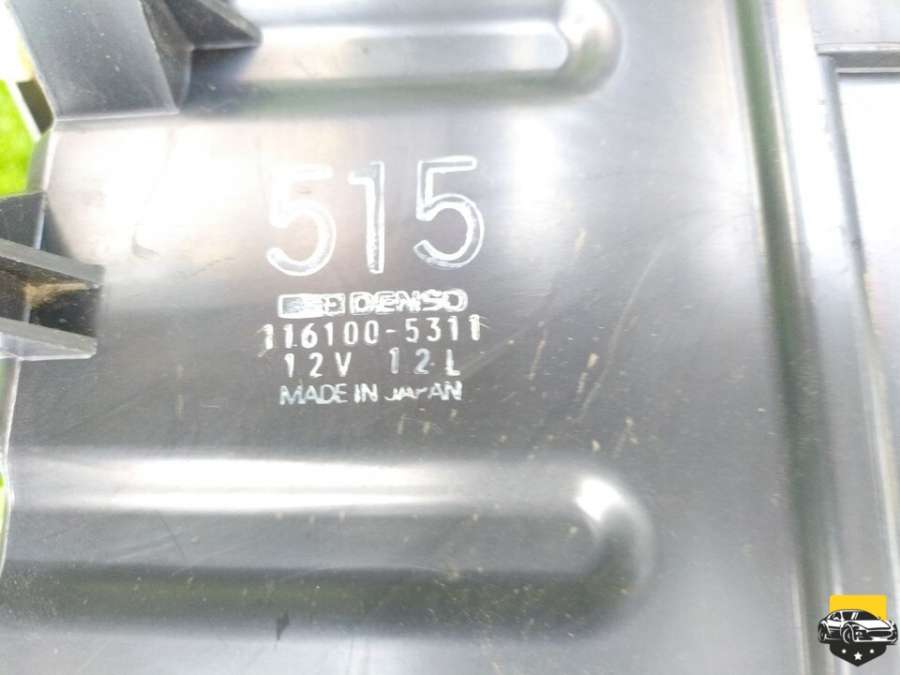 515
DENSO
116100-5311
12V 12L
MADE IN JAPAN